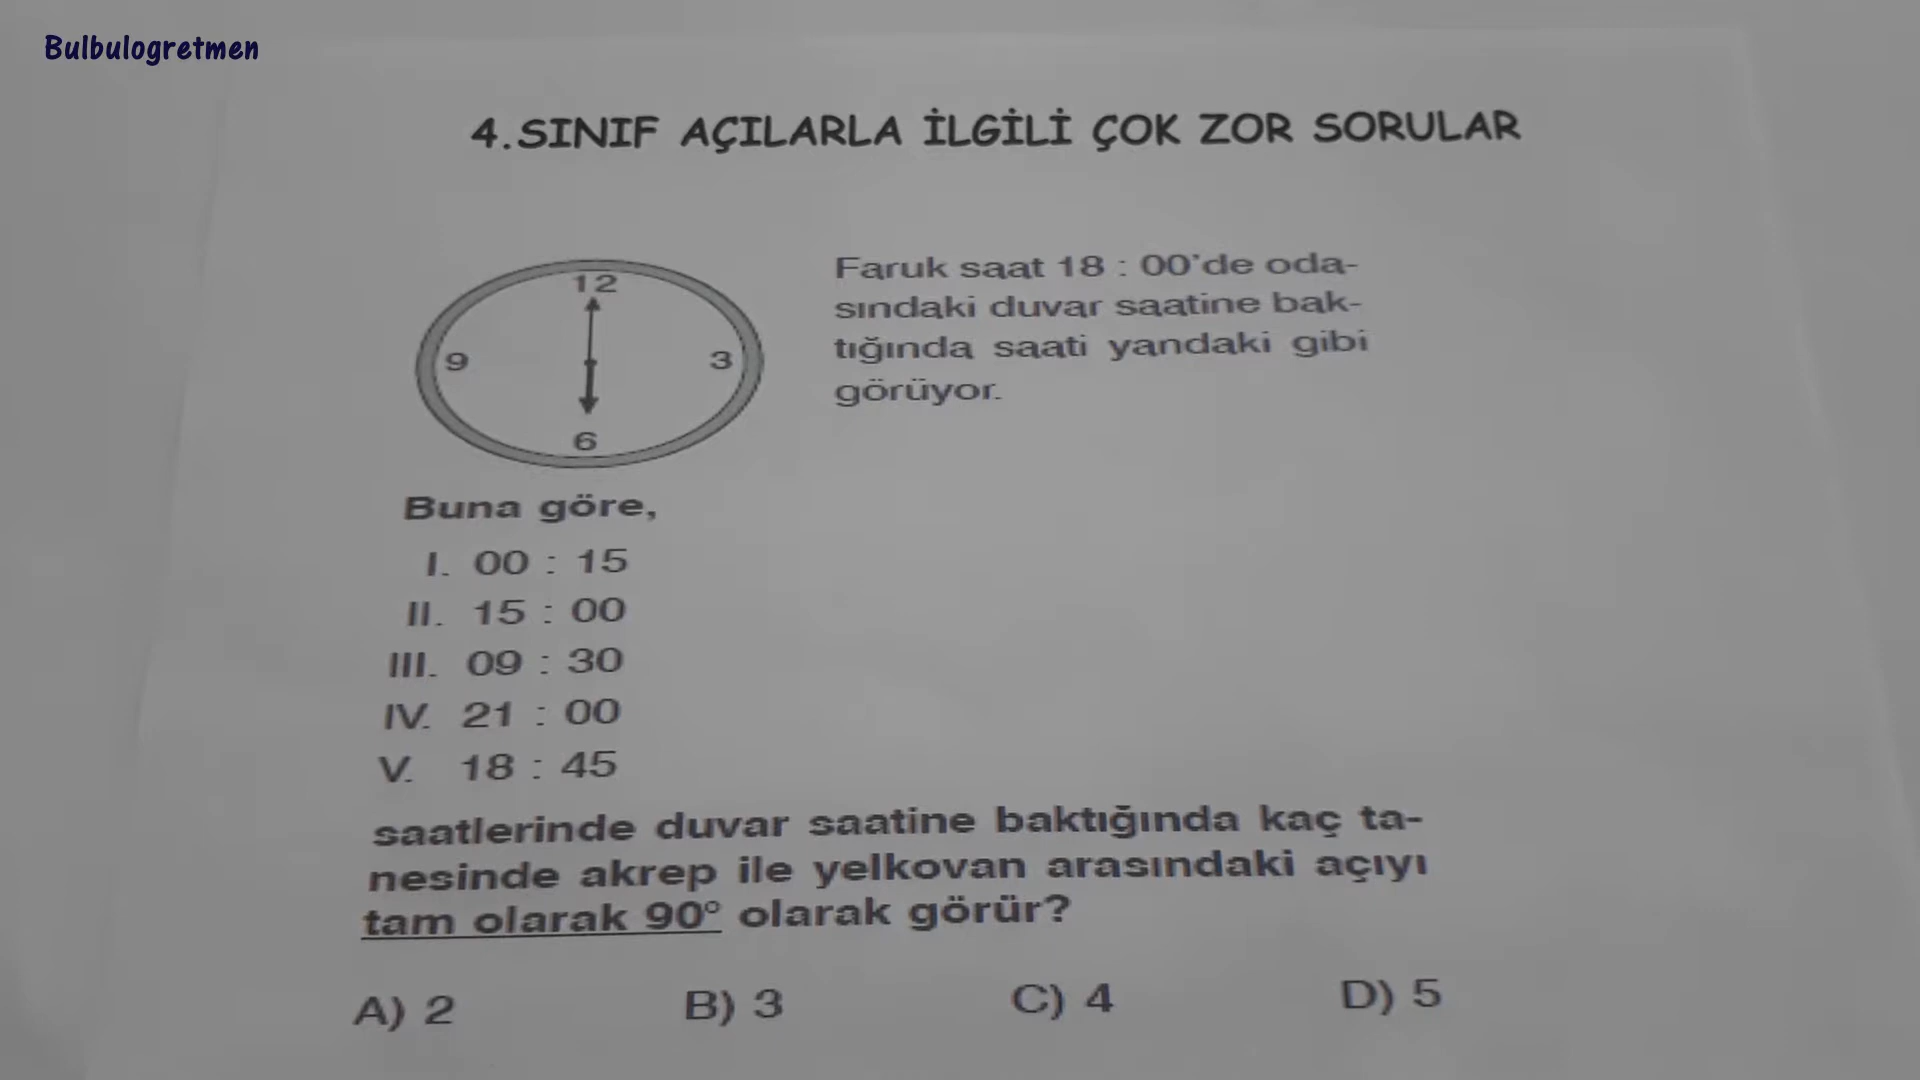 Bulbulogretmen
4.SINIF AÇILARLA İLGİLİ ÇOK ZOR SORULAR
12
9
3
6
Faruk saat 18 : 00'de oda-
sındaki duvar saatine bak-
tığında saati yandaki gibi
görüyor.
Buna göre,
I. 00 : 15
II. 15 : 00
III. 09 : 30
IV. 21 : 00
V. 18 : 45
saatlerinde duvar saatine baktığında kaç ta-
nesinde akrep ile yelkovan arasındaki açıyı
tam olarak 90° olarak görür?
A) 2 B) 3 C) 4 D) 5